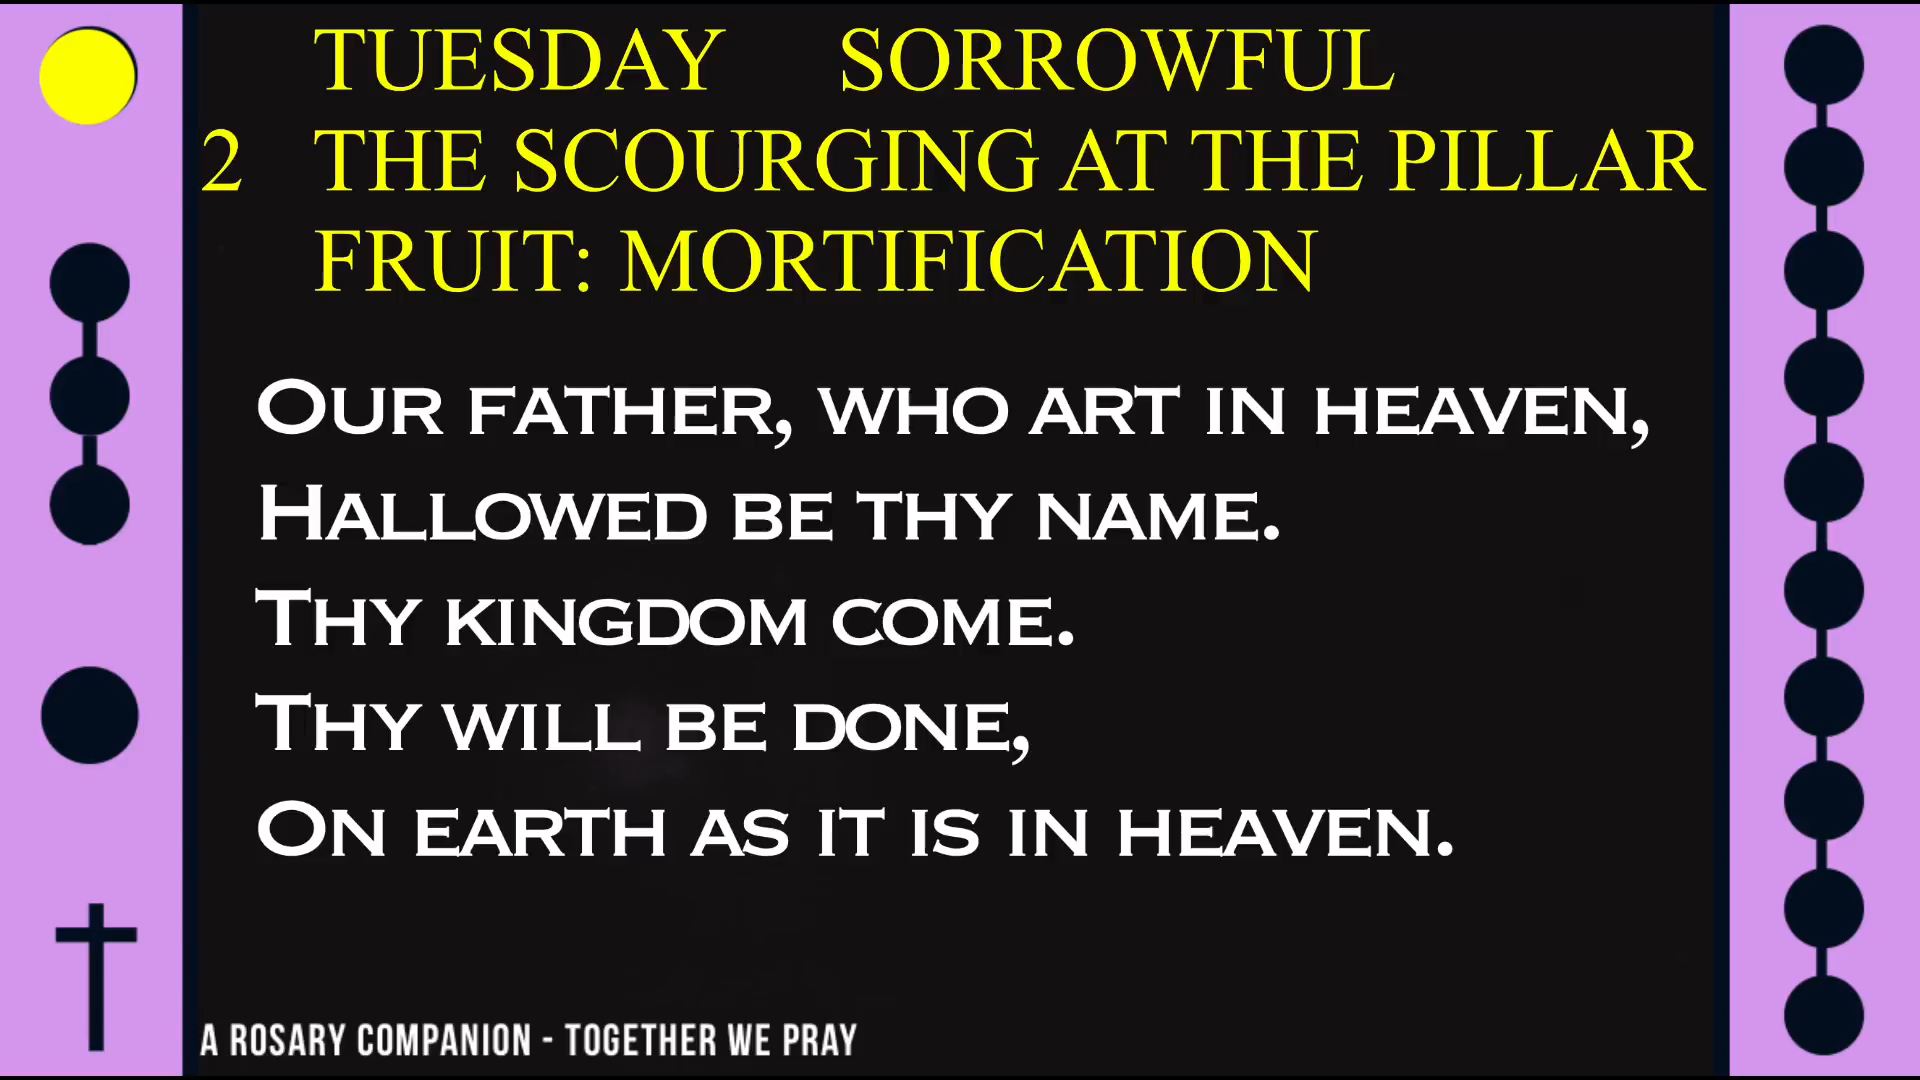 TUESDAY SORROWFUL
2 THE SCOURGING AT THE PILLAR
FRUIT: MORTIFICATION
OUR FATHER, WHO ART IN HEAVEN,
HALLOWED BE THY NAME.
THY KINGDOM COME.
THY WILL BE DONE,
ON EARTH AS IT IS IN HEAVEN.
A ROSARY COMPANION - TOGETHER WE PRAY